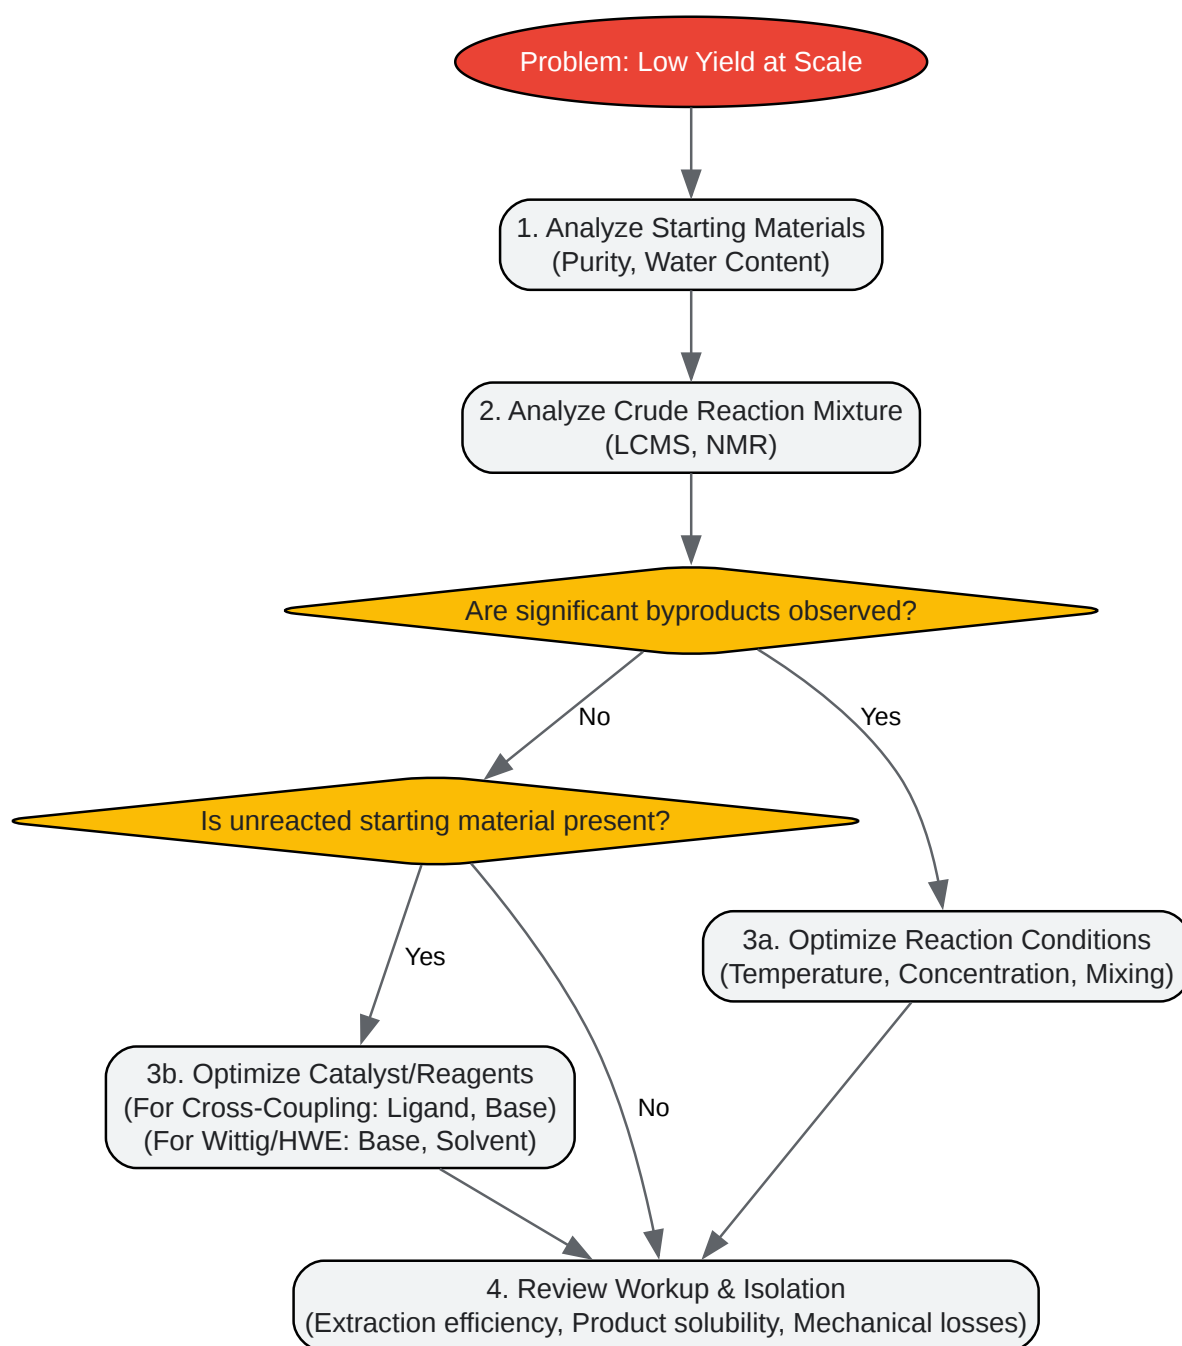 Problem: Low Yield at Scale
1. Analyze Starting Materials
(Purity, Water Content)
2. Analyze Crude Reaction Mixture
(LCMS, NMR)
Are significant byproducts observed?
No
Yes
Is unreacted starting material present?
3a. Optimize Reaction Conditions
(Temperature, Concentration, Mixing)
Yes
3b. Optimize Catalyst/Reagents
(For Cross-Coupling: Ligand, Base)
(For Wittig/HWE: Base, Solvent)
No
4. Review Workup & Isolation
(Extraction efficiency, Product solubility, Mechanical losses)